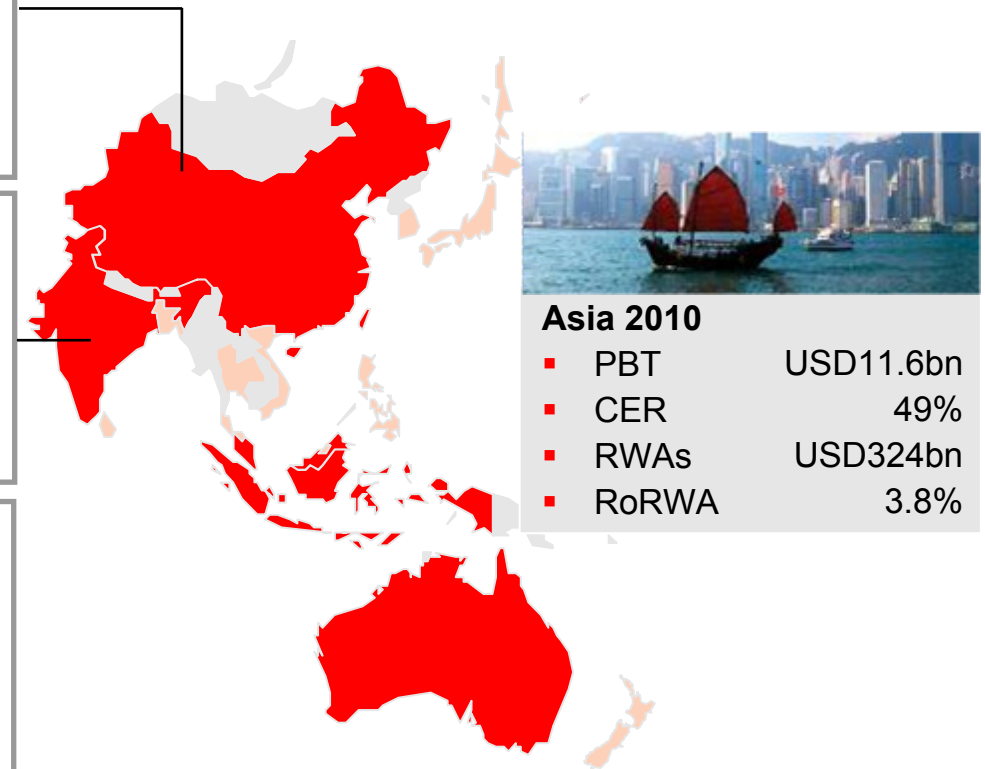 Asia 2010
▪ PBT USD11.6bn
▪ CER 49%
▪ RWAs USD324bn
▪ RoRWA 3.8%